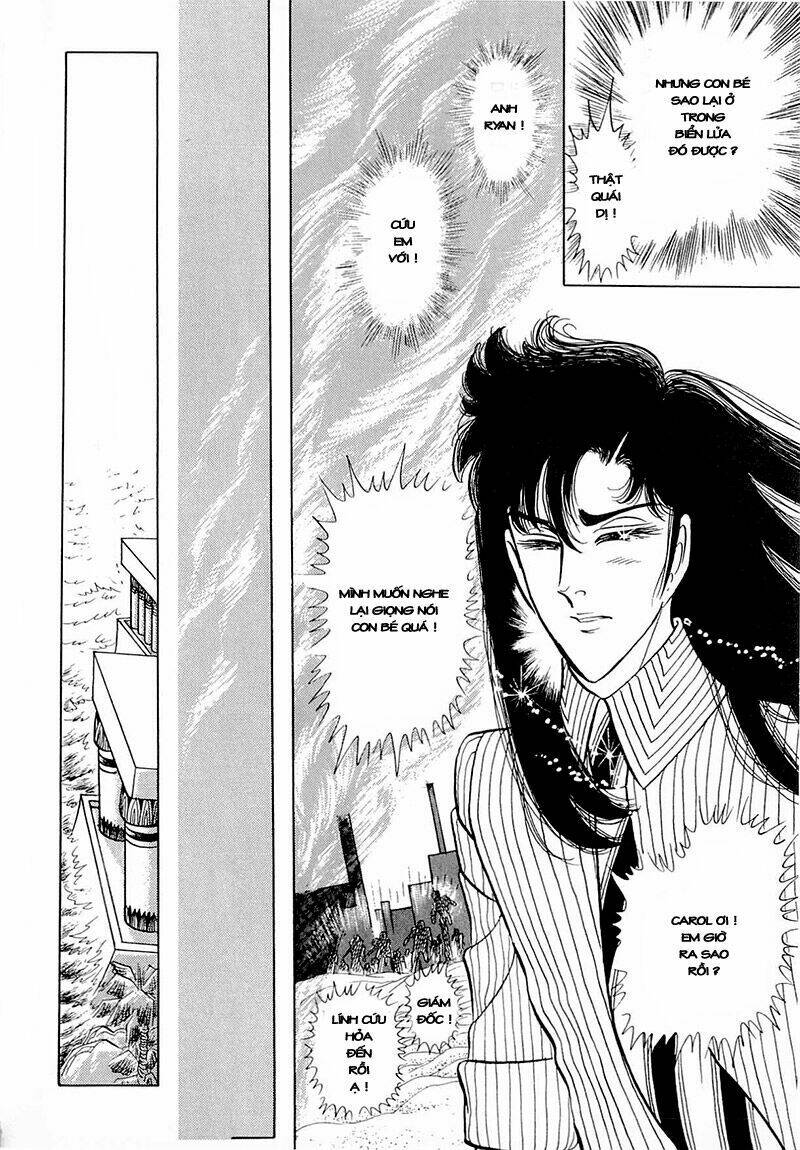 NHƯNG CON BÉ
SAO LẠI Ở
TRONG
BIỂN LỬA
ĐÓ ĐƯỢC ?
THẬT
QUÁI
DỊ !
ANH
RYAN !
CỨU
EM
VỚI !
MÌNH MUỐN NGHE
LẠI GIỌNG NÓI
CON BÉ QUÁ !
CAROL ƠI !
EM GIỜ
RA SAO
RỒI ?
GIÁM
ĐỐC !
LÍNH CỨU
HỎA
ĐẾN
RỒI
Ạ !